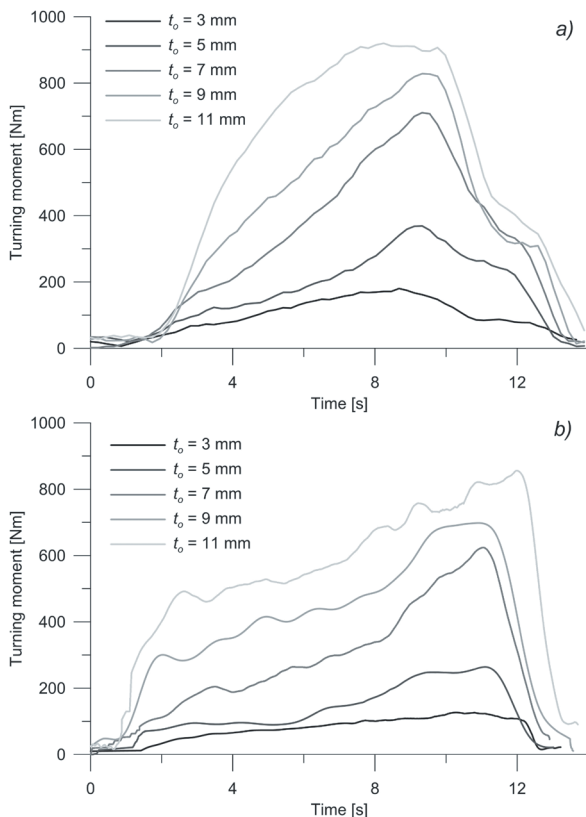 1000
a)
t_o = 3 mm
t_o = 5 mm
800
t_o = 7 mm
t_o = 9 mm
t_o = 11 mm
600
Turning moment [Nm]
400
200
0
0 4 8 12
Time [s]
1000
b)
t_o = 3 mm
t_o = 5 mm
800
t_o = 7 mm
t_o = 9 mm
t_o = 11 mm
600
Turning moment [Nm]
400
200
0
0 4 8 12
Time [s]